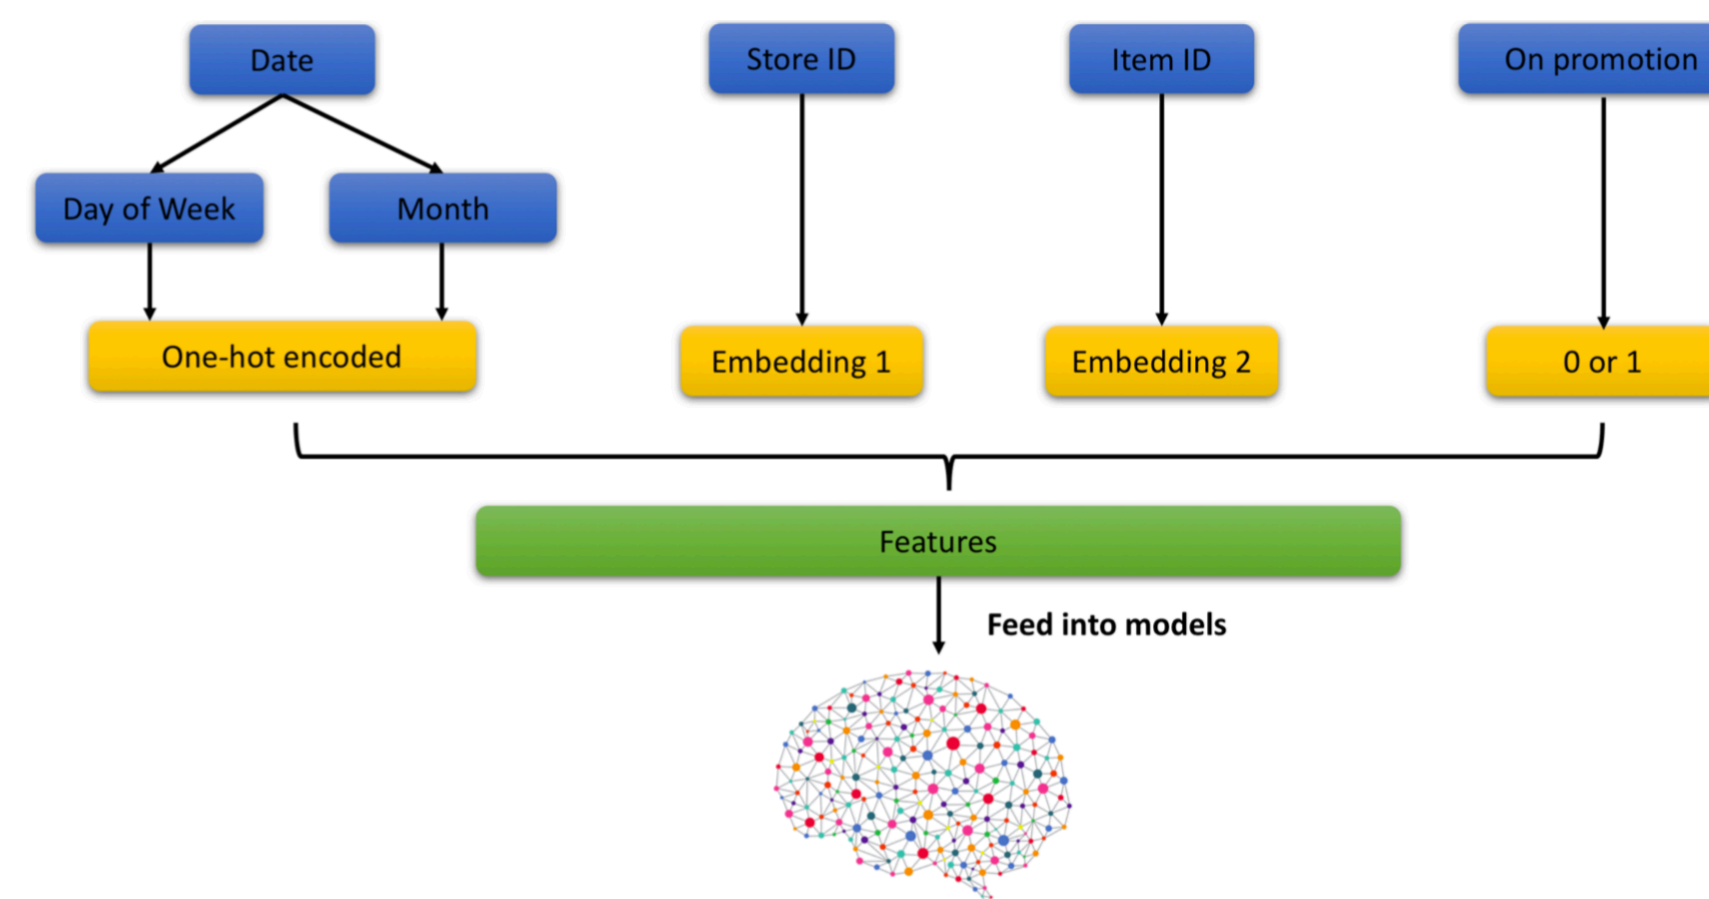 Date
Store ID
Item ID
On promotion
Day of Week
Month
One-hot encoded
Embedding 1
Embedding 2
0 or 1
Features
Feed into models